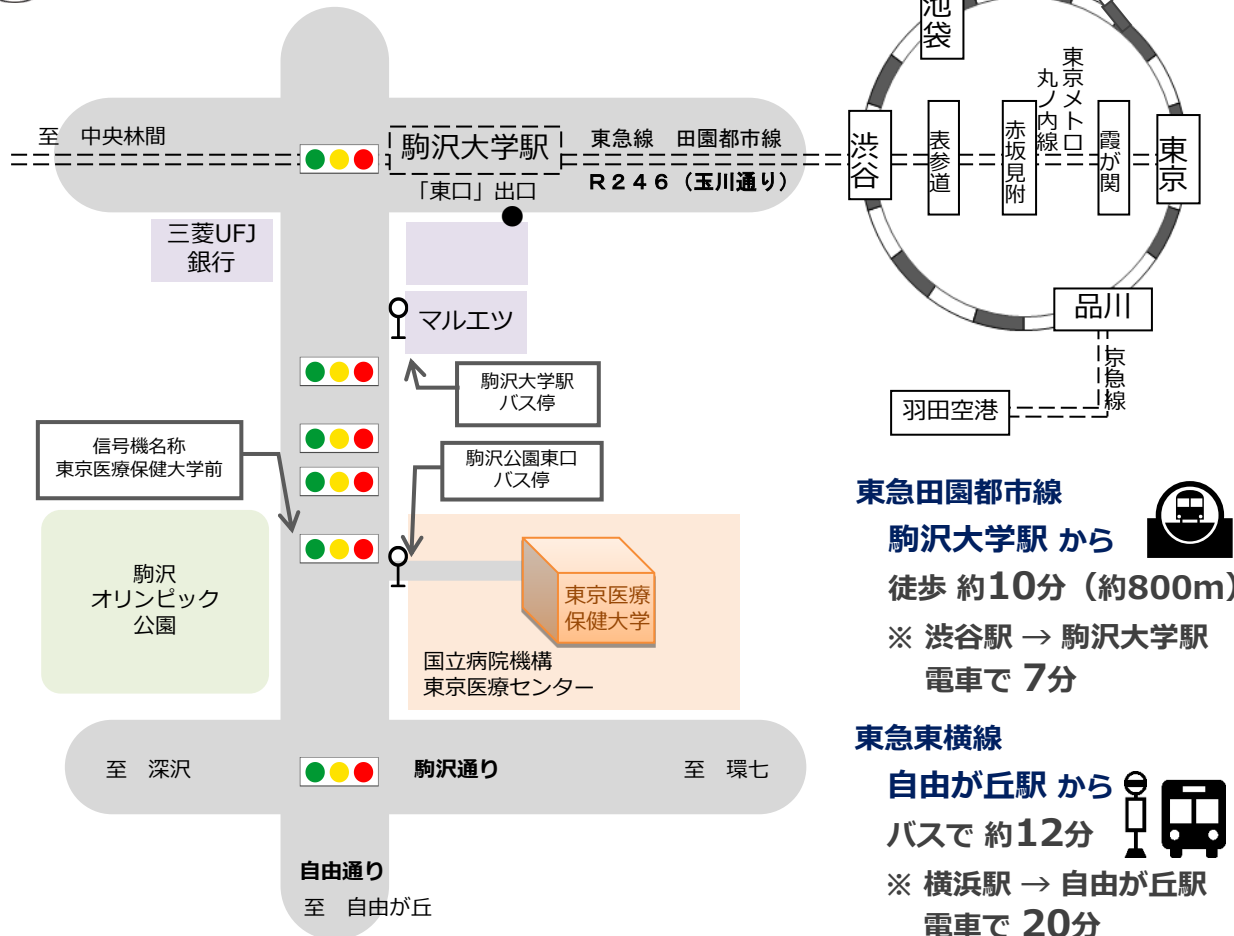 至　中央林間
駒沢大学駅
東急線　田園都市線
R２４６（玉川通り）
「東口」出口
三菱UFJ
銀行
マルエツ
駒沢大学駅
バス停
信号機名称
東京医療保健大学前
駒沢公園東口
バス停
駒沢
オリンピック
公園
東京医療
保健大学
国立病院機構
東京医療センター
至　深沢
駒沢通り
至　環七
自由通り
至　自由が丘
池袋
渋谷
表参道
赤坂見附
東京メトロ
丸ノ内線
霞が関
東京
品川
京急線
羽田空港
東急田園都市線
駒沢大学駅 から
徒歩 約10分（約800m）
※ 渋谷駅 → 駒沢大学駅
電車で 7分
東急東横線
自由が丘駅 から
バスで 約12分
※ 横浜駅 → 自由が丘駅
電車で 20分